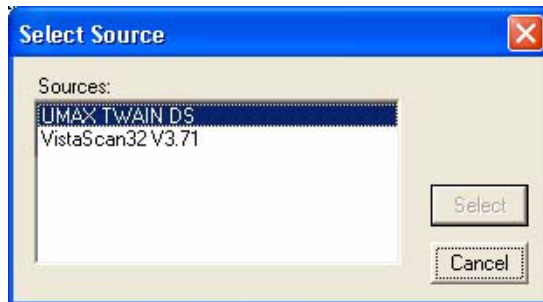 Select Source
Sources:
UMAX TWAIN DS
VistaScan32 V3.71
Select
Cancel